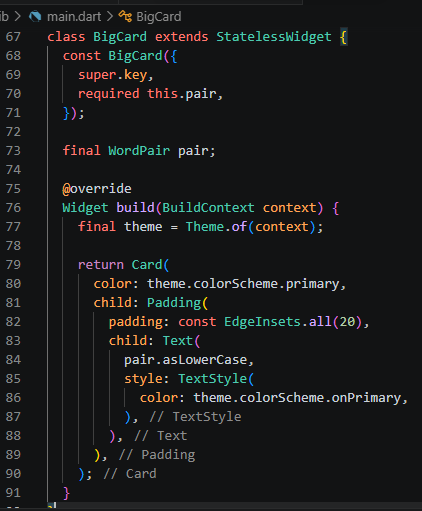 ib > main.dart > BigCard
67 class BigCard extends StatelessWidget {
68   const BigCard({
69     super.key,
70     required this.pair,
71   });
72
73   final WordPair pair;
74
75   @override
76   Widget build(BuildContext context) {
77     final theme = Theme.of(context);
78
79     return Card(
80       color: theme.colorScheme.primary,
81       child: Padding(
82         padding: const EdgeInsets.all(20),
83         child: Text(
84           pair.asLowerCase,
85           style: TextStyle(
86             color: theme.colorScheme.onPrimary,
87           ), // TextStyle
88         ), // Text
89       ), // Padding
90     ); // Card
91   }